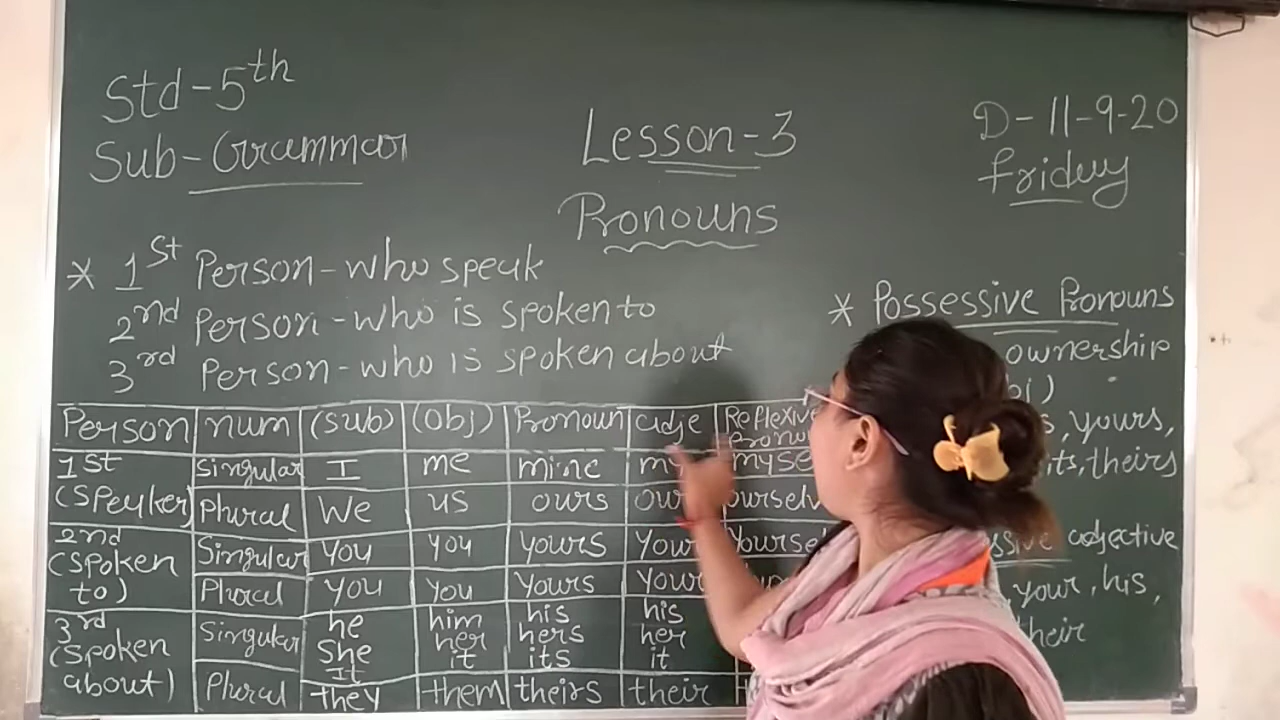 Std-5th
Sub-Grammar
Lesson-3
Pronouns
D-11-9-20
Friday
* 1st Person-who speak
2nd Person-who is spoken to
3rd Person-who is spoken about
* Possessive Pronouns
ownership
yours,
its, theirs
adjective
your, his,
their
Person num (sub) (obj) Pronoun adje Reflexive
1st (Speaker) Singular I me mine my
Plural We us ours
2nd (Spoken to) Singular You you yours
Plural You you yours your
3rd (spoken about) Singular he She It him her it his hers its his her it
Plural They them theirs their